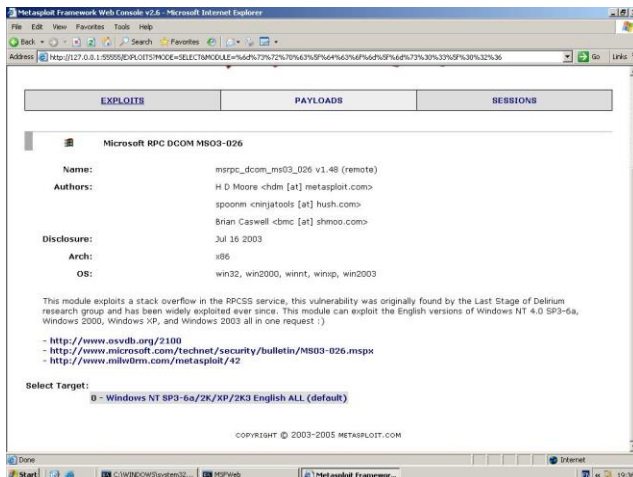 Metasploit Framework Web Console v2.6 - Microsoft Internet Explorer
File Edit View Favorites Tools Help
Back Search Favorites
Address http://127.0.0.1:55555/EXPLOITS?MODE=SELECT&MODULE=%6d%73%72%70%63%5f%64%63%6f%6d%5f%6d%73%30%33%5f%30%32%36 Go Links
EXPLOITS PAYLOADS SESSIONS
Microsoft RPC DCOM MSO3-026
Name: msrpc_dcom_ms03_026 v1.48 (remote)
Authors: H D Moore <hdm [at] metasploit.com>
spoonm <ninjatools [at] hush.com>
Brian Caswell <bmc [at] shmoo.com>
Disclosure: Jul 16 2003
Arch: x86
OS: win32, win2000, winnt, winxp, win2003
This module exploits a stack overflow in the RPCSS service, this vulnerability was originally found by the Last Stage of Delirium
research group and has been widely exploited ever since. This module can exploit the English versions of Windows NT 4.0 SP3-6a,
Windows 2000, Windows XP, and Windows 2003 all in one request :)
- http://www.osvdb.org/2100
- http://www.microsoft.com/technet/security/bulletin/MS03-026.mspx
- http://www.milw0rm.com/metasploit/42
Select Target:
0 - Windows NT SP3-6a/2K/XP/2K3 English ALL (default)
COPYRIGHT © 2003-2005 METASPLOIT.COM
Done Internet
Start C:\WINDOWS\system32... MSFWeb Metasploit Framewor... 19:36